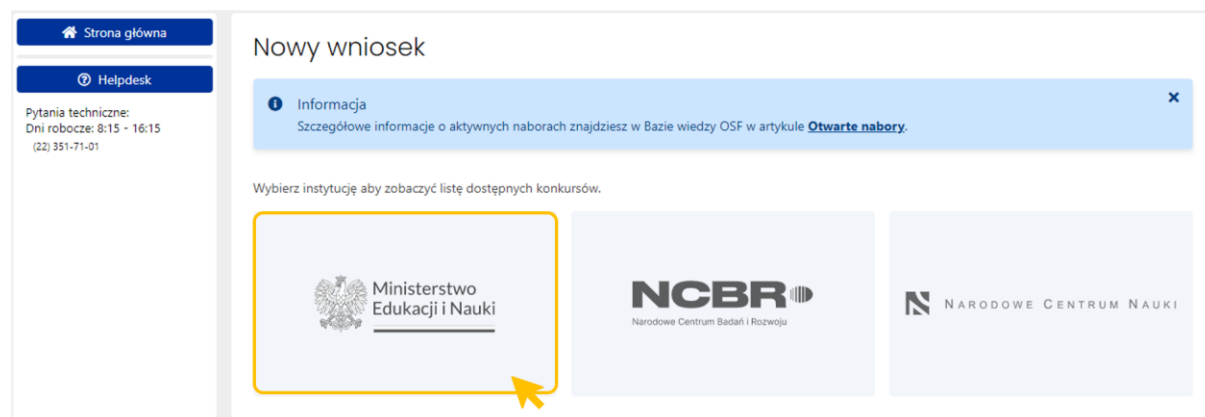 Strona główna
Helpdesk
Pytania techniczne:
Dni robocze: 8:15 - 16:15
(22) 351-71-01
Nowy wniosek
Informacja
Szczegółowe informacje o aktywnych naborach znajdziesz w Bazie wiedzy OSF w artykule Otwarte nabory.
Wybierz instytucję aby zobaczyć listę dostępnych konkursów.
Ministerstwo
Edukacji i Nauki
NCBR
Narodowe Centrum Badań i Rozwoju
NARODOWE CENTRUM NAUKI